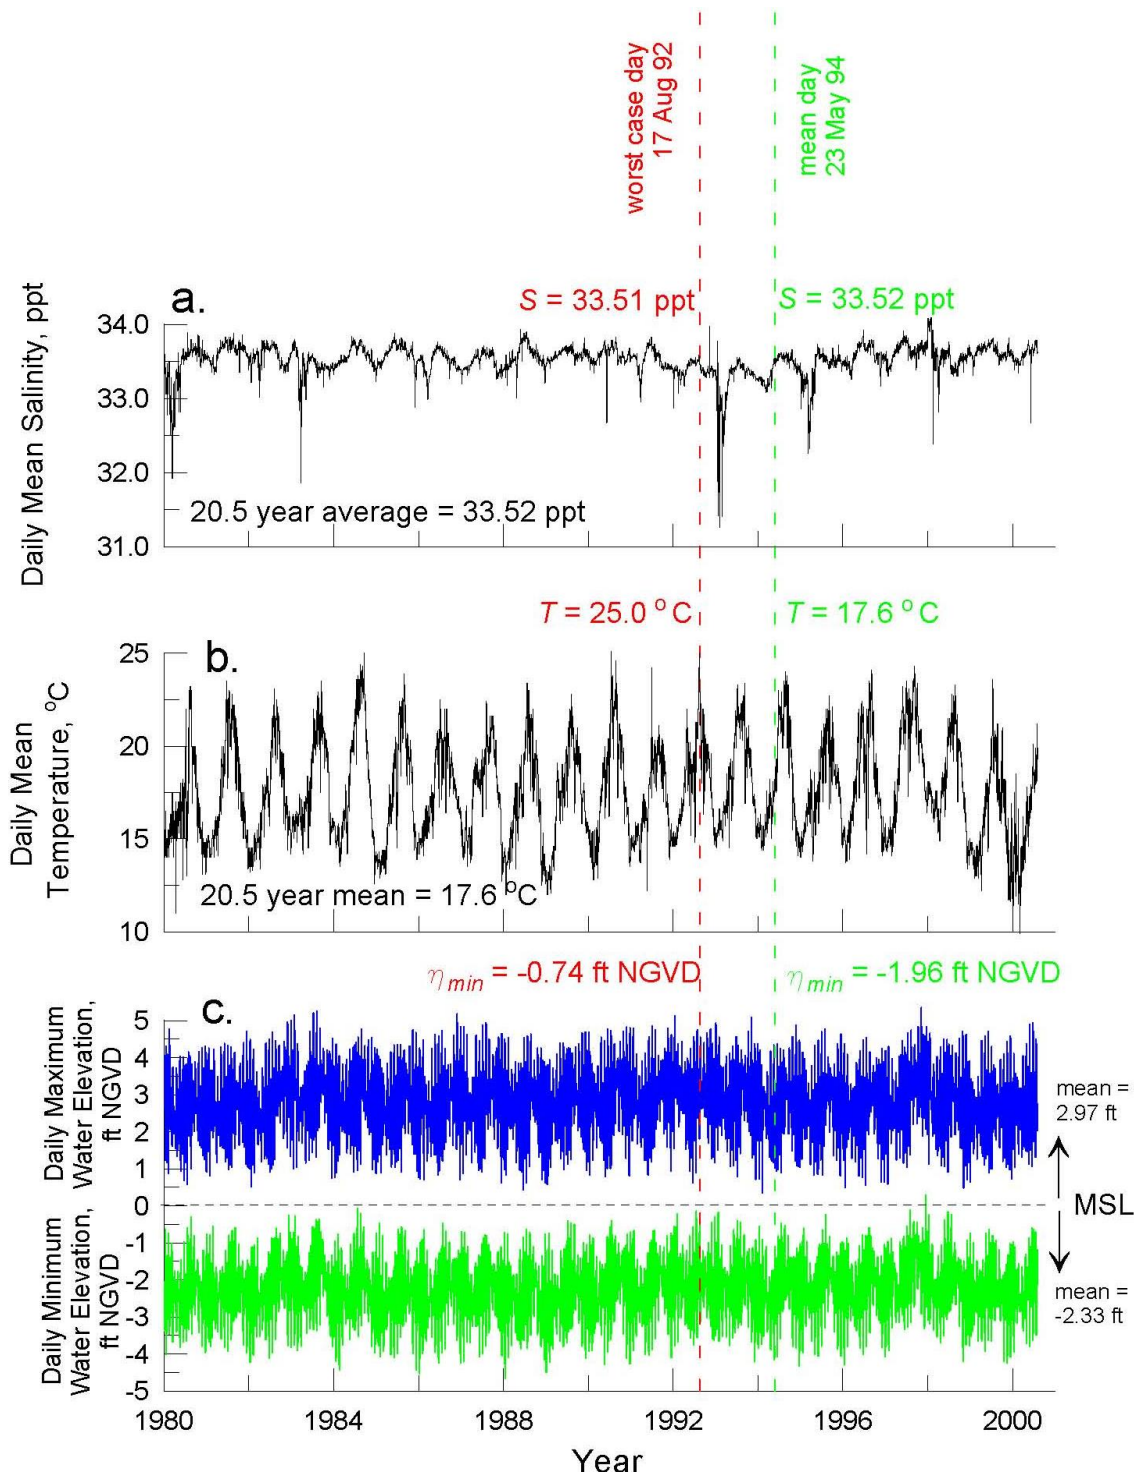 worst case day
17 Aug 92
mean day
23 May 94
a.
S = 33.51 ppt
S = 33.52 ppt
Daily Mean Salinity, ppt
34.0
33.0
32.0
31.0
20.5 year average = 33.52 ppt
T = 25.0 °C
T = 17.6 °C
b.
Daily Mean
Temperature, °C
25
20
15
10
20.5 year mean = 17.6 °C
η min = -0.74 ft NGVD
η min = -1.96 ft NGVD
c.
Daily Maximum
Water Elevation,
ft NGVD
5
4
3
2
1
0
mean =
2.97 ft
MSL
Daily Minimum
Water Elevation,
ft NGVD
-1
-2
-3
-4
-5
mean =
-2.33 ft
1980 1984 1988 1992 1996 2000
Year